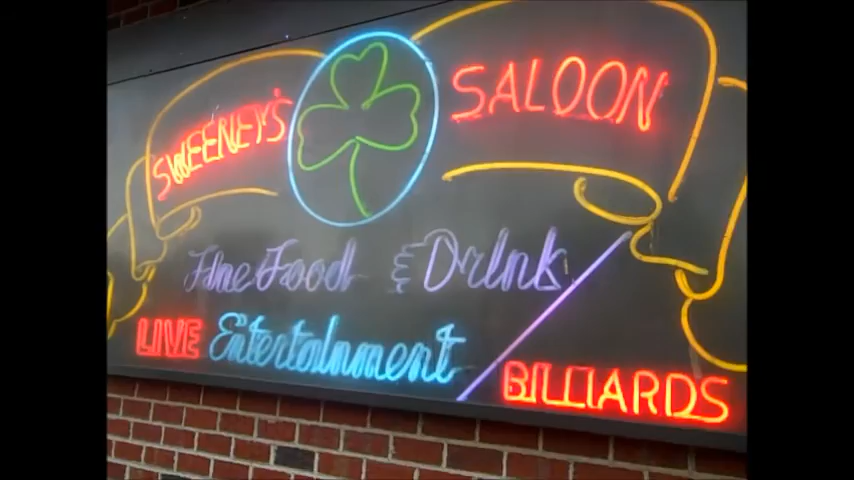 SWEENEY'S SALOON
Fine Food & Drink
LIVE Entertainment / BILLIARDS